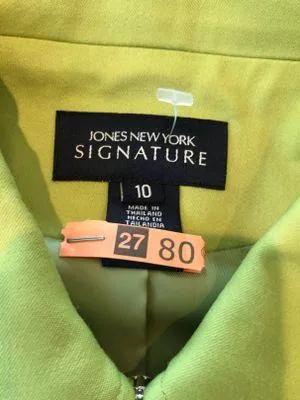 JONES NEW YORK
SIGNATURE
10
MADE IN
THAILAND
HECHO EN
TAILANDIA
27 80